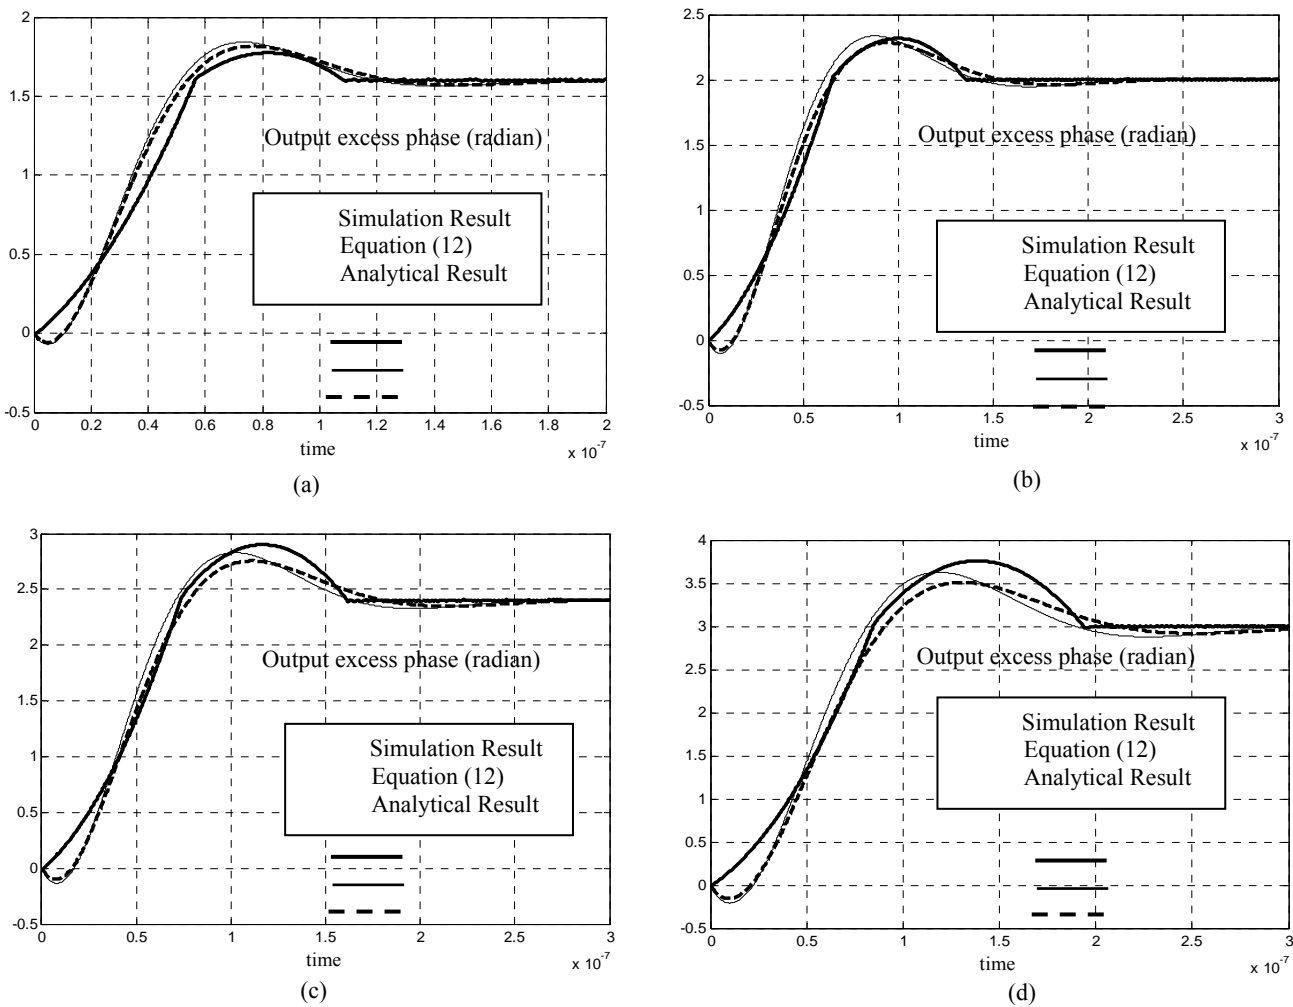 2
1.5
1
0.5
0
-0.5
Output excess phase (radian)
Simulation Result
Equation (12)
Analytical Result
0 0.2 0.4 0.6 0.8 1 1.2 1.4 1.6 1.8 2
time
x 10⁻⁷
(a)
2.5
2
1.5
1
0.5
0
-0.5
Output excess phase (radian)
Simulation Result
Equation (12)
Analytical Result
0 0.5 1 1.5 2 2.5 3
time
x 10⁻⁷
(b)
3
2.5
2
1.5
1
0.5
0
-0.5
Output excess phase (radian)
Simulation Result
Equation (12)
Analytical Result
0 0.5 1 1.5 2 2.5 3
time
x 10⁻⁷
(c)
4
3.5
3
2.5
2
1.5
1
0.5
0
-0.5
Output excess phase (radian)
Simulation Result
Equation (12)
Analytical Result
0 0.5 1 1.5 2 2.5 3
time
x 10⁻⁷
(d)